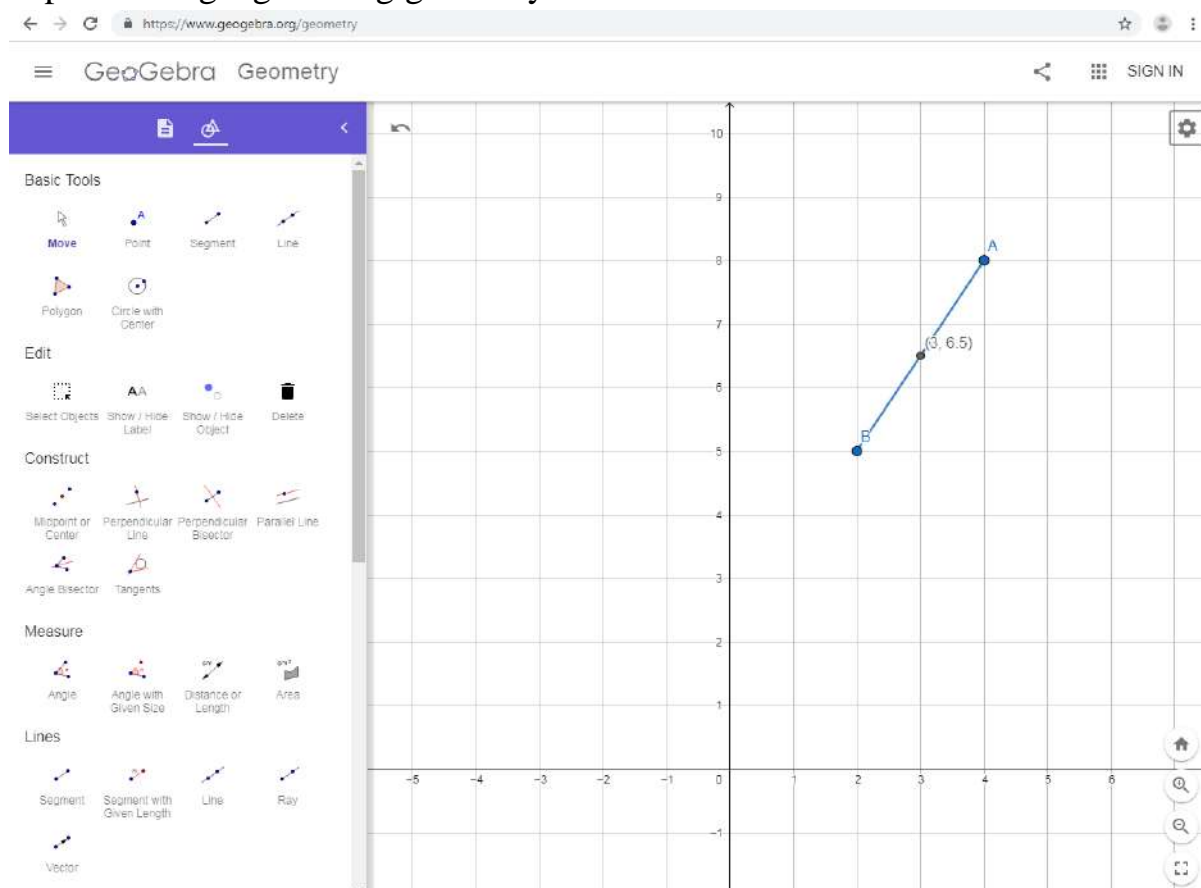 https://www.geogebra.org/geometry
GeoGebra Geometry
SIGN IN
Basic Tools
Move Point Segment Line
Polygon Circle with Center
Edit
Select Objects Show / Hide Label Show / Hide Object Delete
Construct
Midpoint or Center Perpendicular Line Perpendicular Bisector Parallel Line
Angle Bisector Tangents
Measure
Angle Angle with Given Size Distance or Length Area
Lines
Segment Segment with Given Length Line Ray
Vector
10
9
8
7
6
5
4
3
2
1
-5 -4 -3 -2 -1 0 1 2 3 4 5 6
-1
A
(3, 6.5)
B